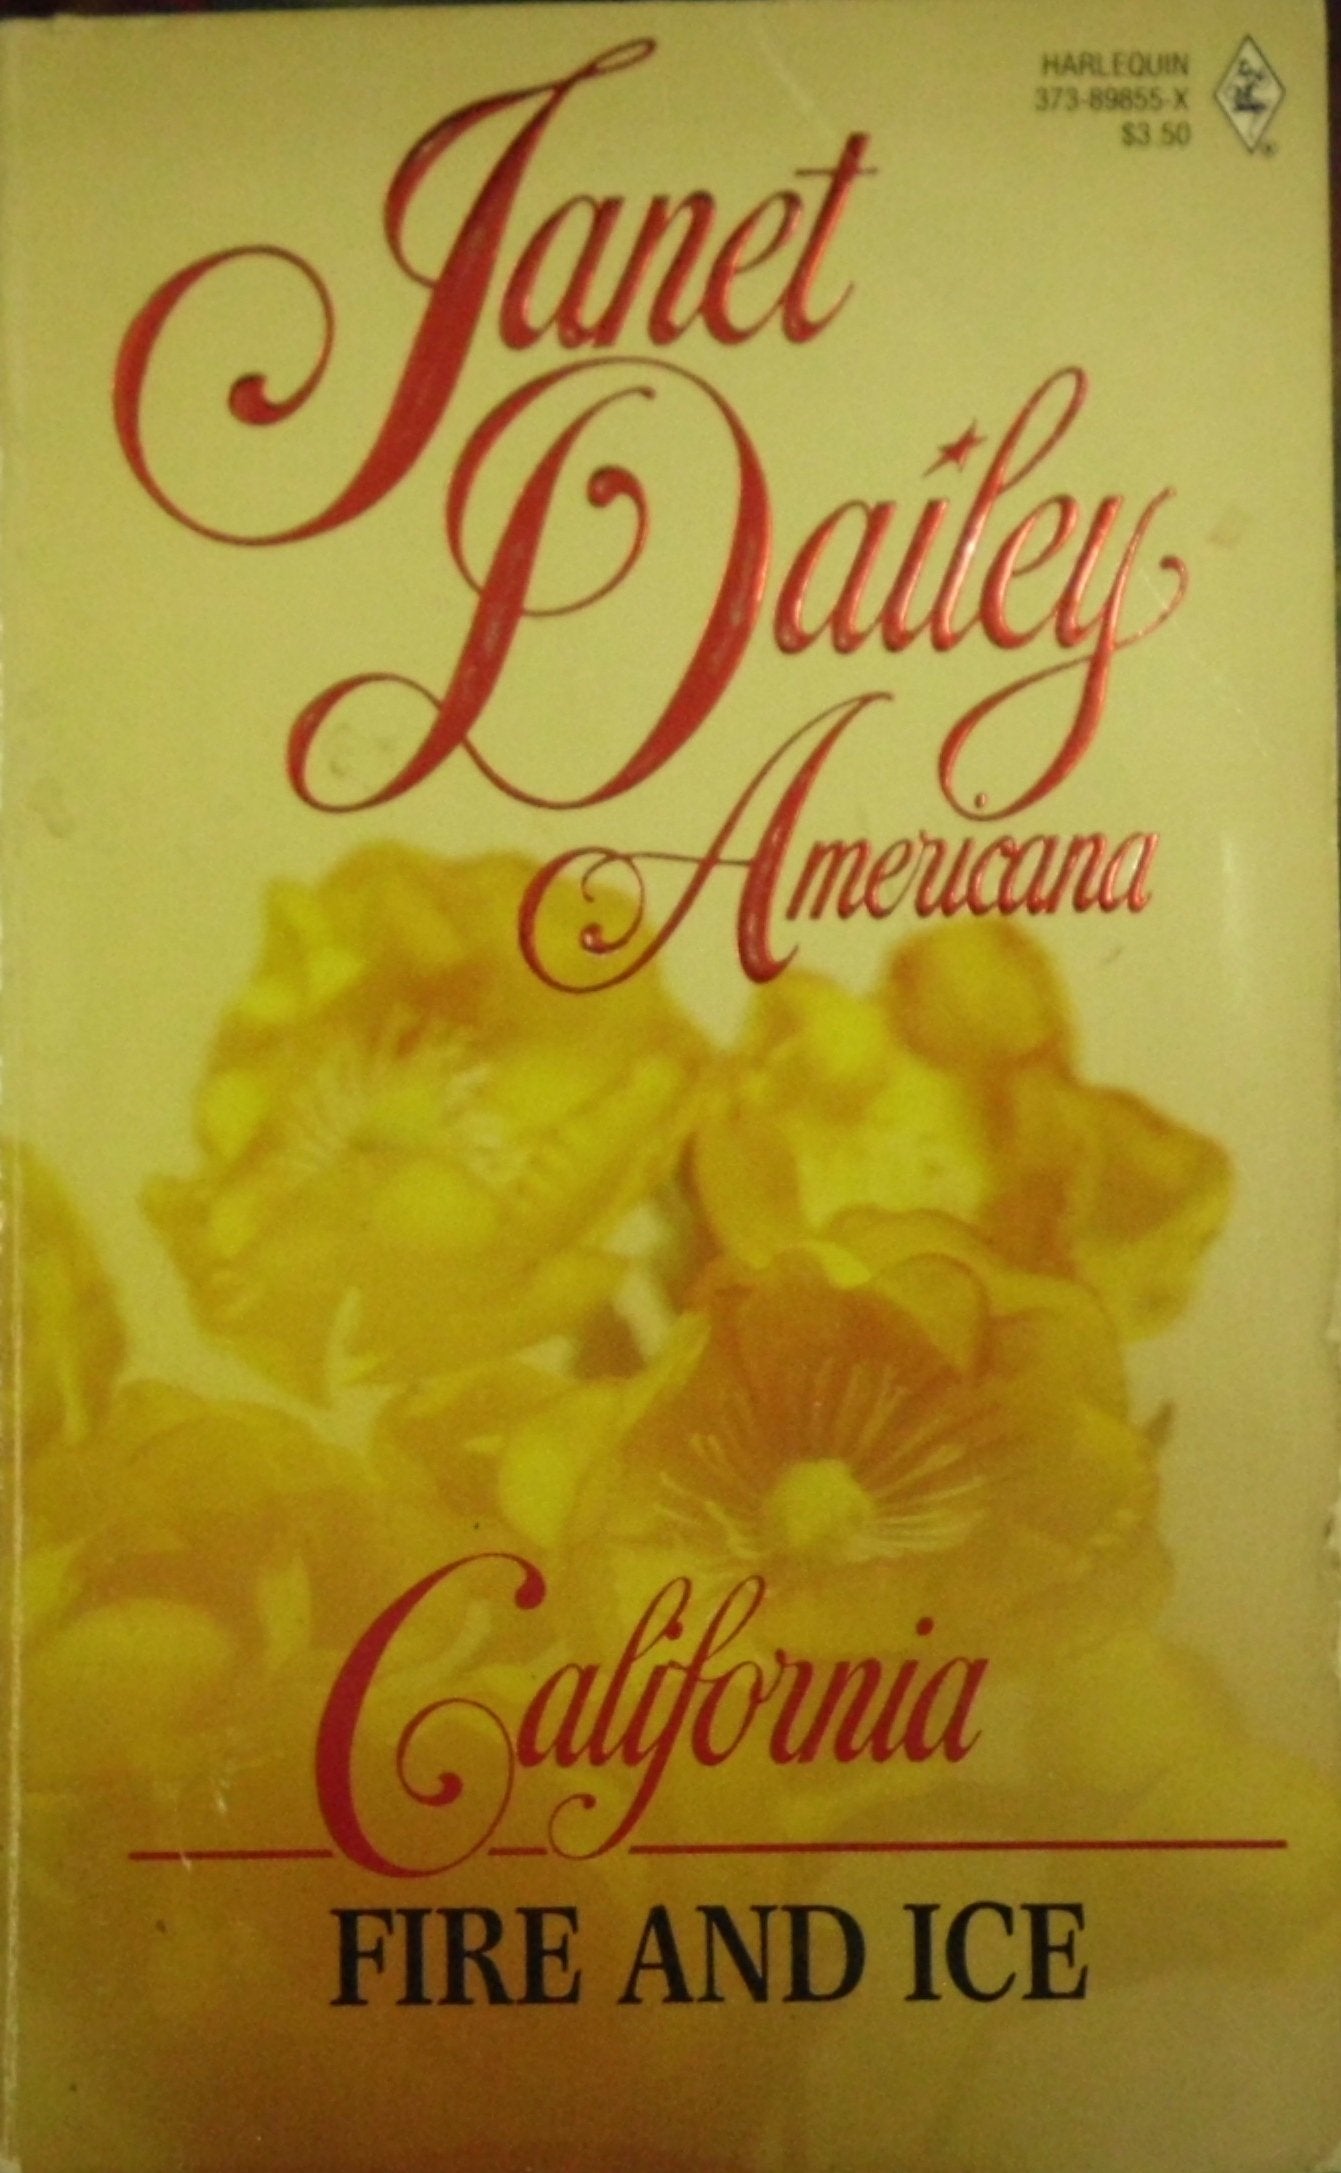 HARLEQUIN
373-89855-X
$3.50
Janet
Dailey
Americana
California
FIRE AND ICE